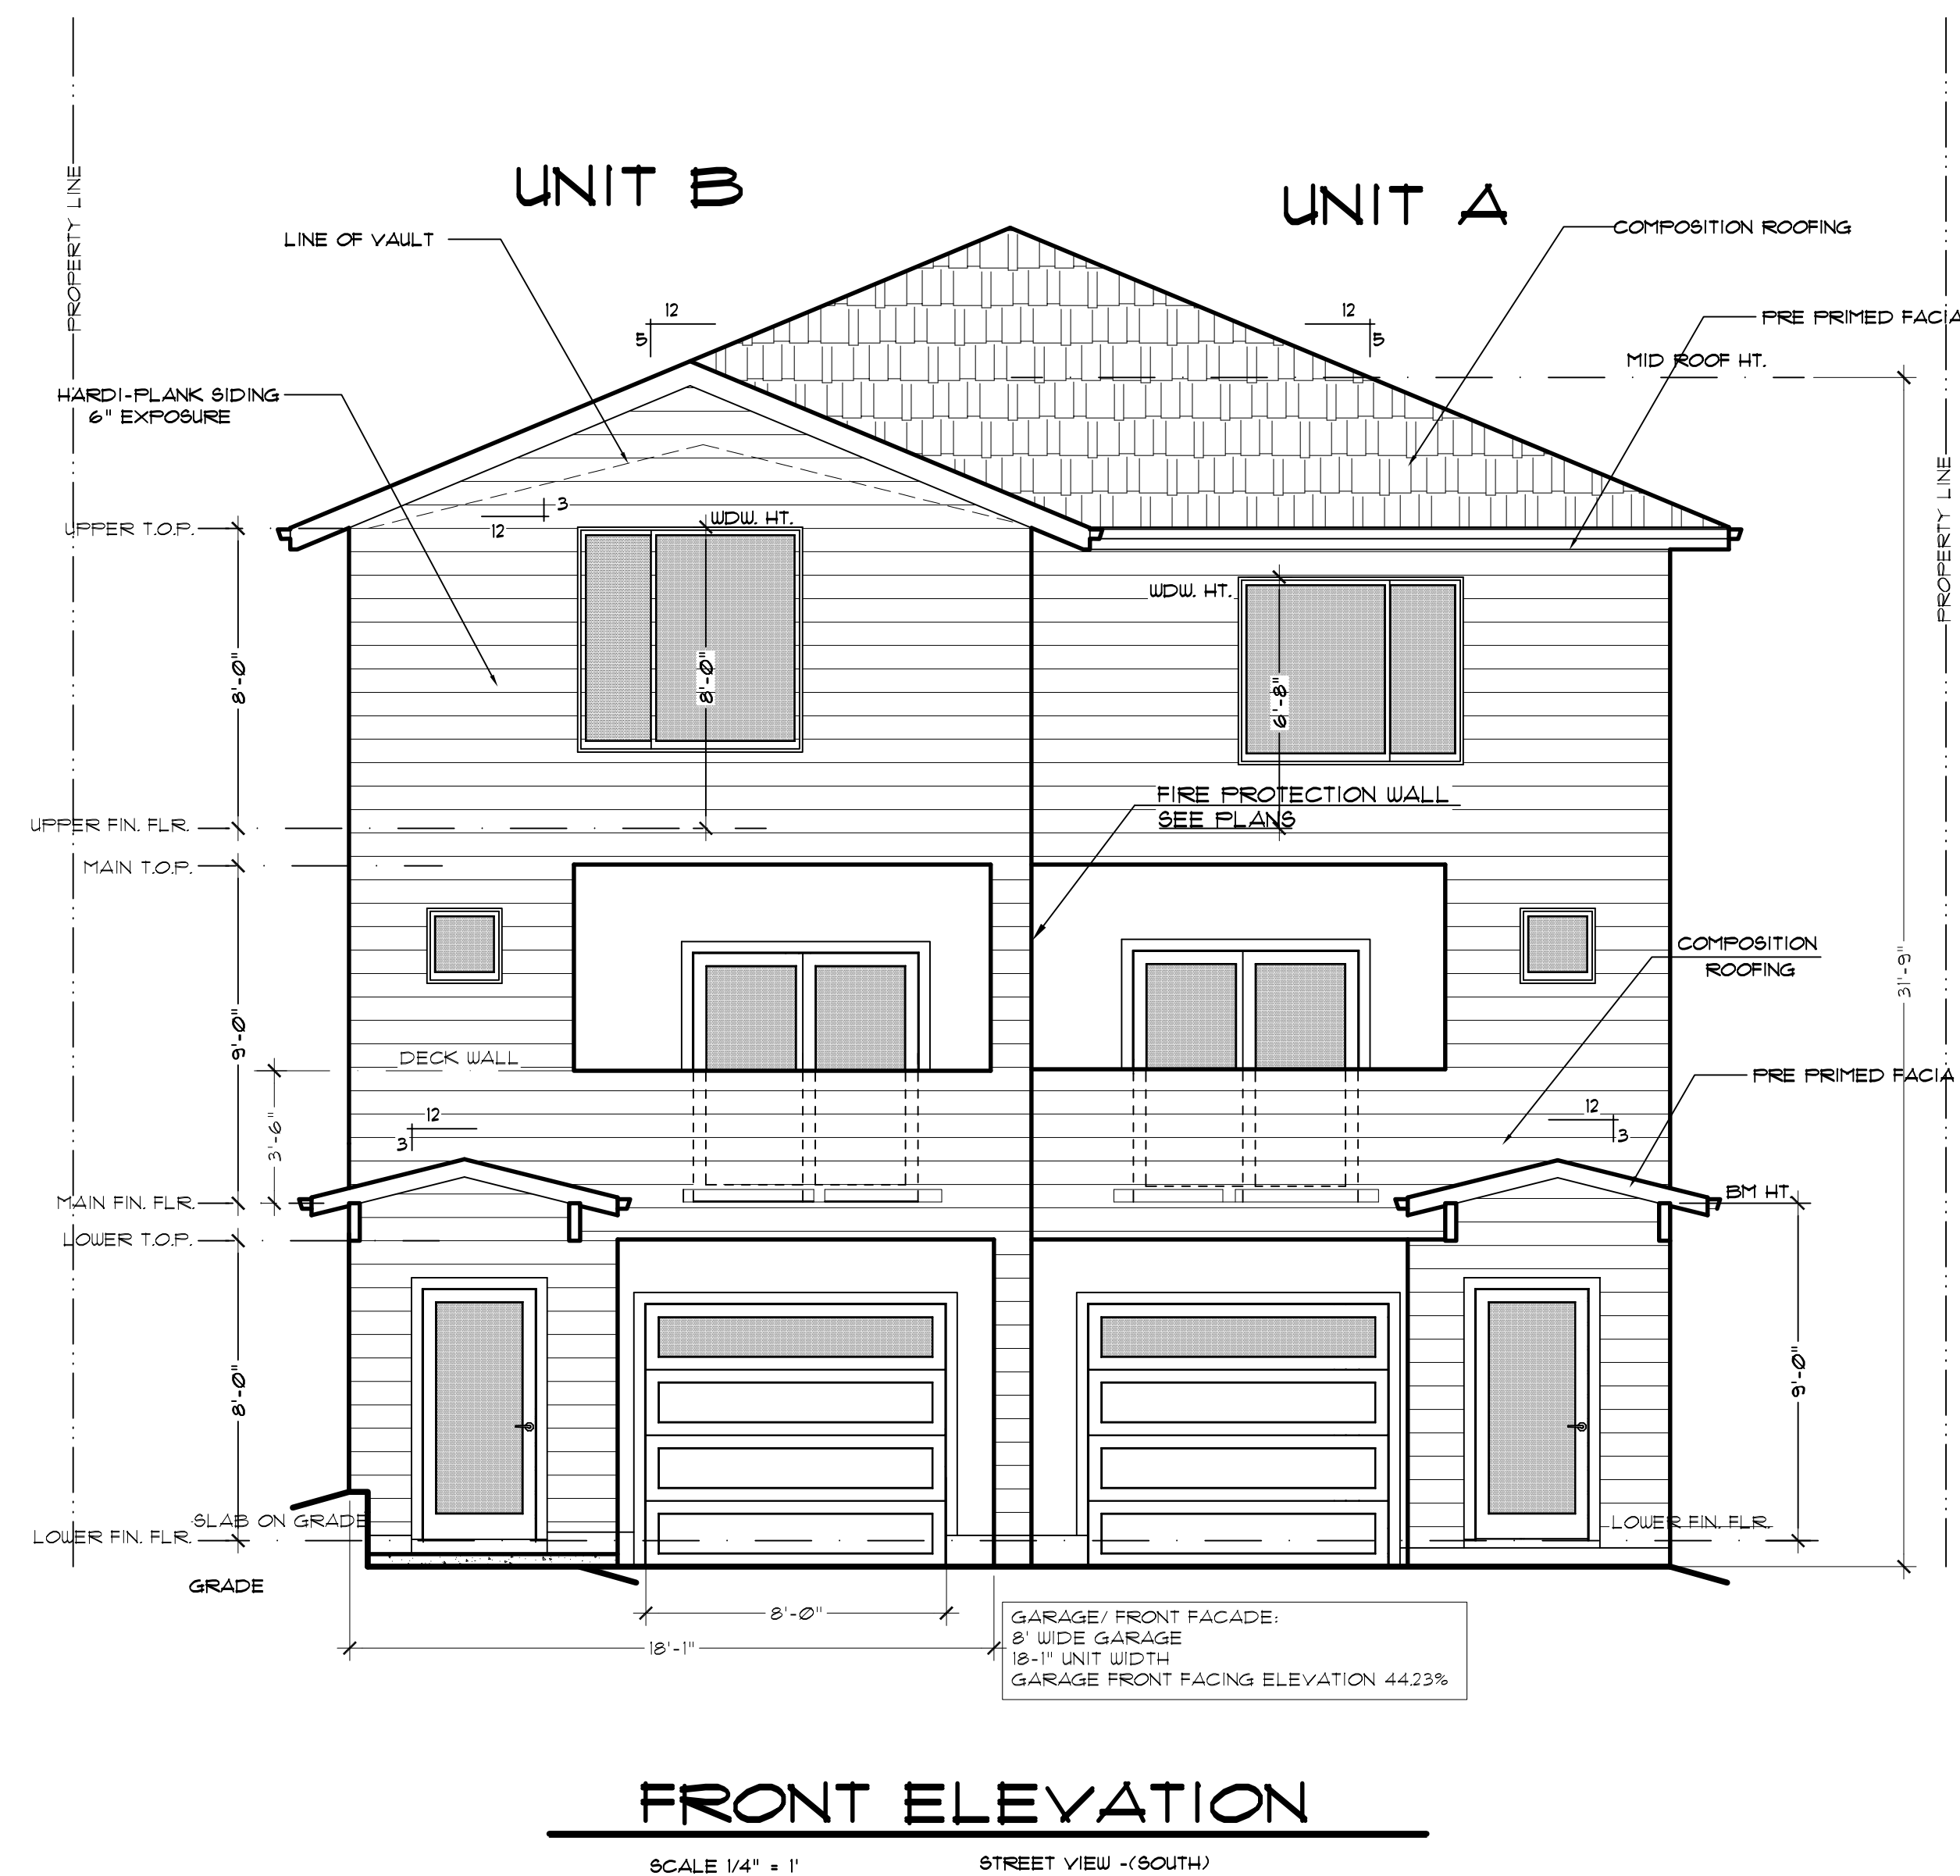 UNIT B
UNIT A
PROPERTY LINE
LINE OF VAULT
COMPOSITION ROOFING
12
5
12
5
PRE PRIMED FACIA
MID ROOF HT.
HARDI-PLANK SIDING
6" EXPOSURE
PROPERTY LINE
3
12
WDW. HT.
UPPER T.O.P.
WDW. HT.
8'-0"
8'-0"
6'-8"
FIRE PROTECTION WALL
SEE PLANS
UPPER FIN. FLR.
MAIN T.O.P.
COMPOSITION
ROOFING
31'-9"
9'-0"
DECK WALL
PRE PRIMED FACIA
12
3
12
3
3'-6"
MAIN FIN. FLR.
BM HT.
LOWER T.O.P.
8'-0"
9'-0"
SLAB ON GRADE
LOWER FIN. FLR.
LOWER FIN. FLR.
GRADE
8'-0"
18'-1"
GARAGE/ FRONT FACADE:
8' WIDE GARAGE
18-1" UNIT WIDTH
GARAGE FRONT FACING ELEVATION 44.23%
FRONT ELEVATION
SCALE 1/4" = 1'
STREET VIEW -(SOUTH)